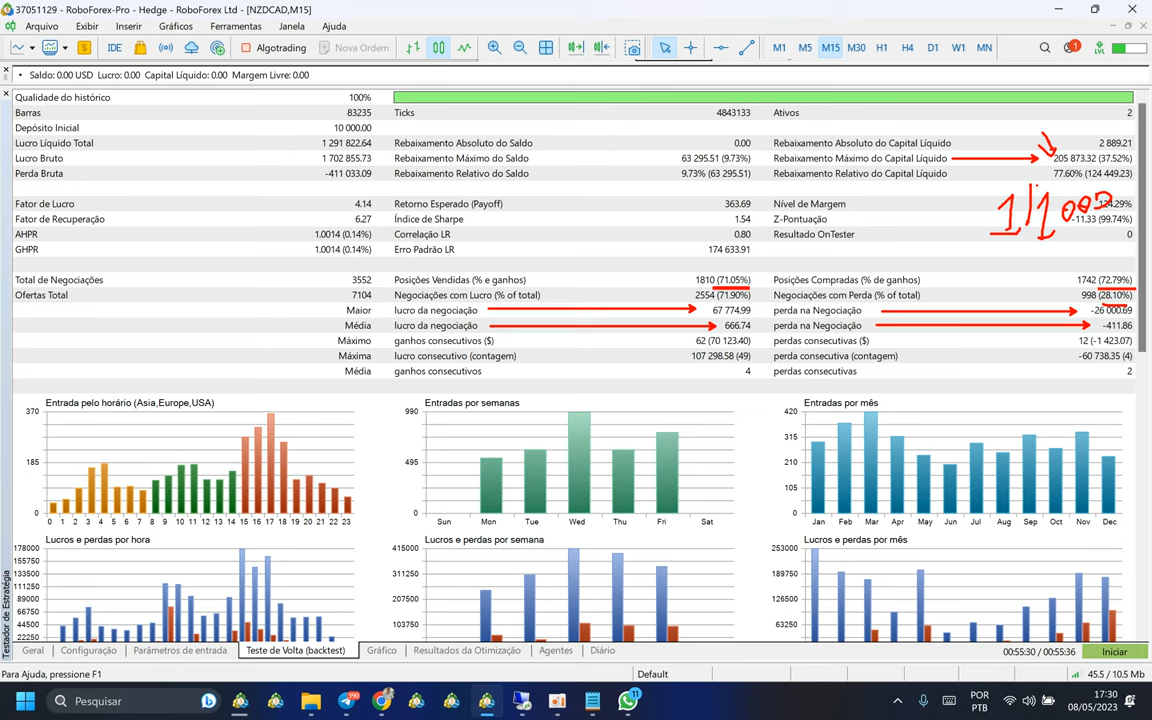 37051129 - RoboForex-Pro - Hedge - RoboForex Ltd - [NZDCAD,M15]
Arquivo Exibir Inserir Gráficos Ferramentas Janela Ajuda
IDE Algotrading Nova Ordem M1 M5 M15 M30 H1 H4 D1 W1 MN 1 LVL
• Saldo: 0.00 USD Lucro: 0.00 Capital Líquido: 0.00 Margem Livre: 0.00
Qualidade do histórico 100%
Barras 83235 Ticks 4843133 Ativos 2
Depósito Inicial 10 000.00
Lucro Líquido Total 1 291 822.64 Rebaixamento Absoluto do Saldo 0.00 Rebaixamento Absoluto do Capital Líquido 2 889.21
Lucro Bruto 1 702 855.73 Rebaixamento Máximo do Saldo 63 295.51 (9.73%) Rebaixamento Máximo do Capital Líquido 205 873.32 (37.52%)
Perda Bruta -411 033.09 Rebaixamento Relativo do Saldo 9.73% (63 295.51) Rebaixamento Relativo do Capital Líquido 77.60% (124 449.23)
Fator de Lucro 4.14 Retorno Esperado (Payoff) 363.69 Nível de Margem 124.29%
1/1000
Fator de Recuperação 6.27 Índice de Sharpe 1.54 Z-Pontuação -11.33 (99.74%)
AHPR 1.0014 (0.14%) Correlação LR 0.80 Resultado OnTester 0
GHPR 1.0014 (0.14%) Erro Padrão LR 174 633.91
Total de Negociações 3552 Posições Vendidas (% e ganhos) 1810 (71.05%) Posições Compradas (% de ganhos) 1742 (72.79%)
Ofertas Total 7104 Negociações com Lucro (% of total) 2554 (71.90%) Negociações com Perda (% of total) 998 (28.10%)
Maior lucro da negociação 67 774.99 perda na Negociação -26 000.69
Média lucro da negociação 666.74 perda na Negociação -411.86
Máximo ganhos consecutivos ($) 62 (70 123.40) perdas consecutivas ($) 12 (-1 423.07)
Máxima lucro consecutivo (contagem) 107 298.58 (49) perda consecutiva (contagem) -60 738.35 (4)
Média ganhos consecutivos 4 perdas consecutivas 2
Entrada pelo horário (Asia,Europe,USA) Entradas por semanas Entradas por mês
370 990 420
315
185 495 210
105
0 0 0
0 1 2 3 4 5 6 7 8 9 10 11 12 13 14 15 16 17 18 19 20 21 22 23 Sun Mon Tue Wed Thu Fri Sat Jan Feb Mar Apr May Jun Jul Aug Sep Oct Nov Dec
Lucros e perdas por hora Lucros e perdas por semana Lucros e perdas por mês
178000 415000 253000
155750
133500 311250 189750
111250
89000 207500 126500
66750
44500 103750 63250
22250
Testador de Estratégia
Geral Configuração Parâmetros de entrada Teste de Volta (backtest) Gráfico Resultados da Otimização Agentes Diário 00:55:30 / 00:55:36 Iniciar
Para Ajuda, pressione F1 Default 45.5 / 10.5 Mb
Pesquisar 390 11 POR PTB 17:30 08/05/2023